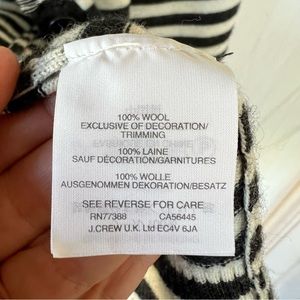 100% WOOL
EXCLUSIVE OF DECORATION/
TRIMMING
100% LAINE
SAUF DÉCORATION/GARNITURES
100% WOLLE
AUSGENOMMEN DEKORATION/BESATZ
SEE REVERSE FOR CARE
RN77388 CA56445
J.CREW U.K. Ltd EC4V 6JA